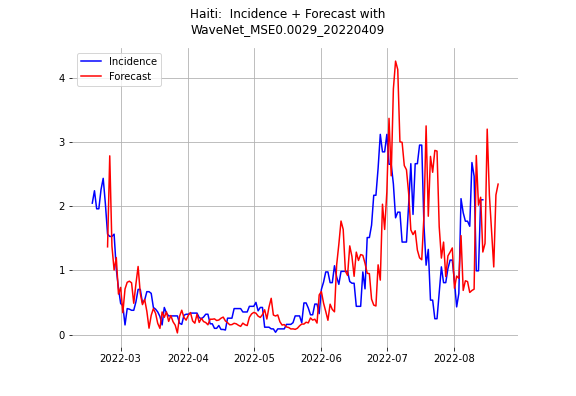 Haiti:  Incidence + Forecast with
WaveNet_MSE0.0029_20220409
Incidence
Forecast
4
3
2
1
0
2022-03 2022-04 2022-05 2022-06 2022-07 2022-08